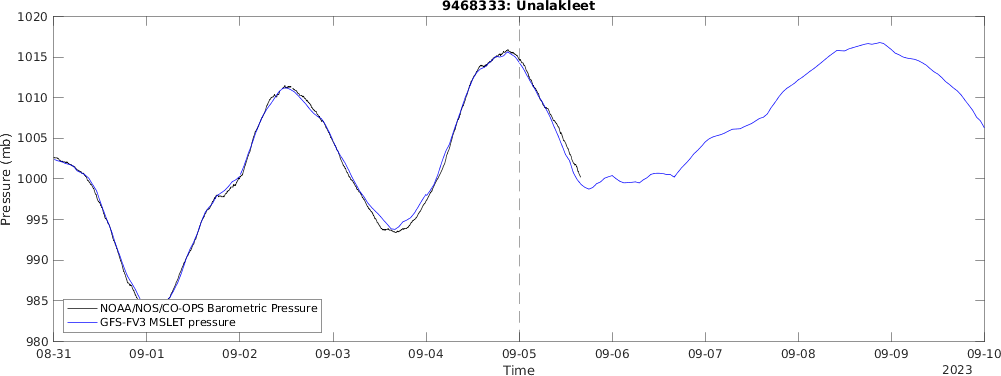 9468333: Unalakleet
1020
1015
1010
1005
1000
995
990
985
980
Pressure (mb)
NOAA/NOS/CO-OPS Barometric Pressure
GFS-FV3 MSLET pressure
08-31 09-01 09-02 09-03 09-04 09-05 09-06 09-07 09-08 09-09 09-10
Time
2023